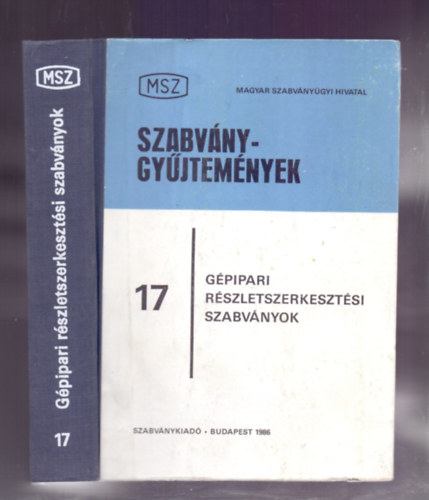 MSZ
Gépipari részletszerkesztési szabványok
17
MSZ
MAGYAR SZABVÁNYÜGYI HIVATAL
SZABVÁNY-
GYŰJTEMÉNYEK
17
GÉPIPARI
RÉSZLETSZERKESZTÉSI
SZABVÁNYOK
SZABVÁNYKIADÓ • BUDAPEST 1986